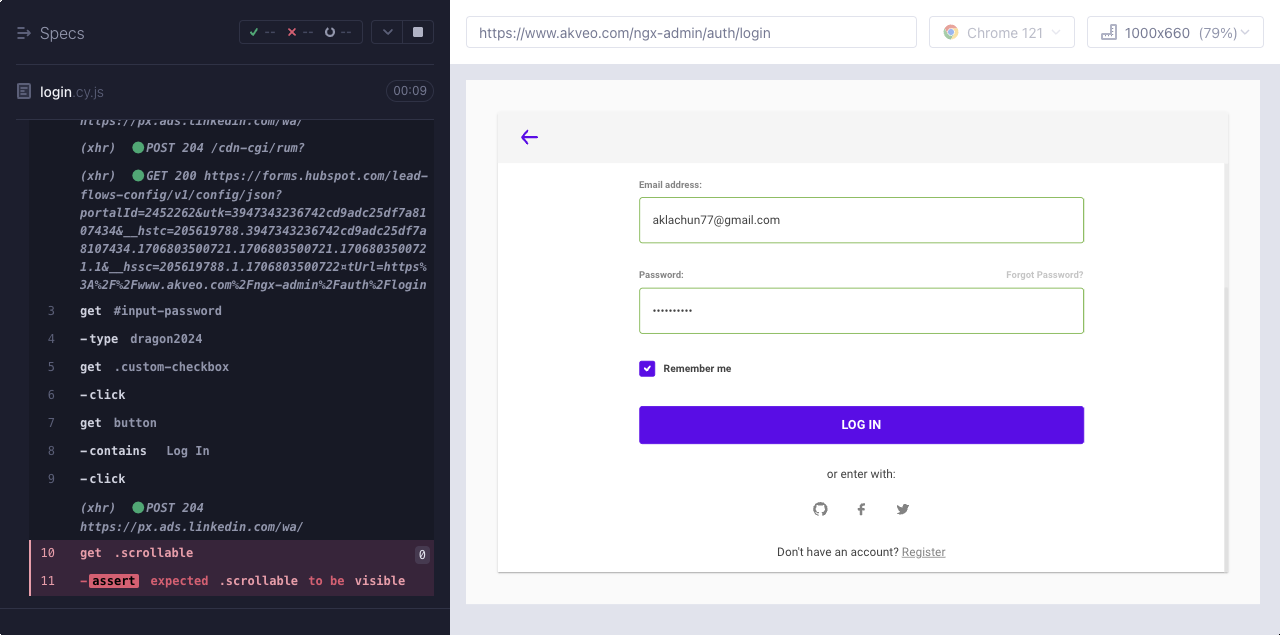 Specs
-- -- --
login.cy.js
00:09
https://px.ads.linkedin.com/wa/
(xhr) POST 204 /cdn-cgi/rum?
(xhr) GET 200 https://forms.hubspot.com/lead-
flows-config/v1/config/json?
portalId=2452262&utk=3947343236742cd9adc25df7a81
07434&__hstc=205619788.3947343236742cd9adc25df7a
8107434.1706803500721.1706803500721.170680350072
1.1&__hssc=205619788.1.1706803500722¤tUrl=https%
3A%2F%2Fwww.akveo.com%2Fngx-admin%2Fauth%2Flogin
3 get #input-password
4 -type dragon2024
5 get .custom-checkbox
6 -click
7 get button
8 -contains Log In
9 -click
(xhr) POST 204
https://px.ads.linkedin.com/wa/
10 get .scrollable 0
11 -assert expected .scrollable to be visible
https://www.akveo.com/ngx-admin/auth/login
Chrome 121
1000x660 (79%)
Email address:
aklachun77@gmail.com
Password:
Forgot Password?
••••••••••
Remember me
LOG IN
or enter with:
Don't have an account? Register